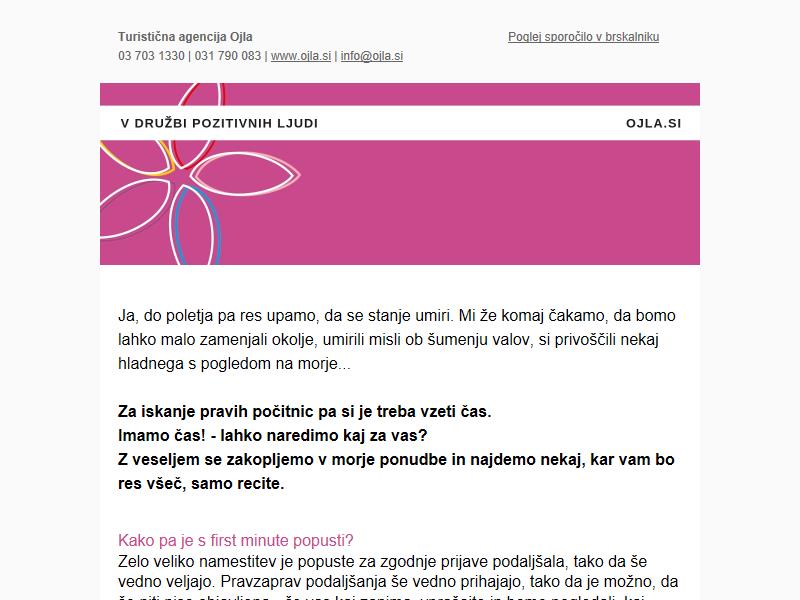 Turistična agencija Ojla
Poglej sporočilo v brskalniku
03 703 1330 | 031 790 083 | www.ojla.si | info@ojla.si
V DRUŽBI POZITIVNIH LJUDI
OJLA.SI
Ja, do poletja pa res upamo, da se stanje umiri. Mi že komaj čakamo, da bomo
lahko malo zamenjali okolje, umirili misli ob šumenju valov, si privoščili nekaj
hladnega s pogledom na morje...
Za iskanje pravih počitnic pa si je treba vzeti čas.
Imamo čas! - lahko naredimo kaj za vas?
Z veseljem se zakopljemo v morje ponudbe in najdemo nekaj, kar vam bo
res všeč, samo recite.
Kako pa je s first minute popusti?
Zelo veliko namestitev je popuste za zgodnje prijave podaljšala, tako da še
vedno veljajo. Pravzaprav podaljšanja še vedno prihajajo, tako da je možno, da